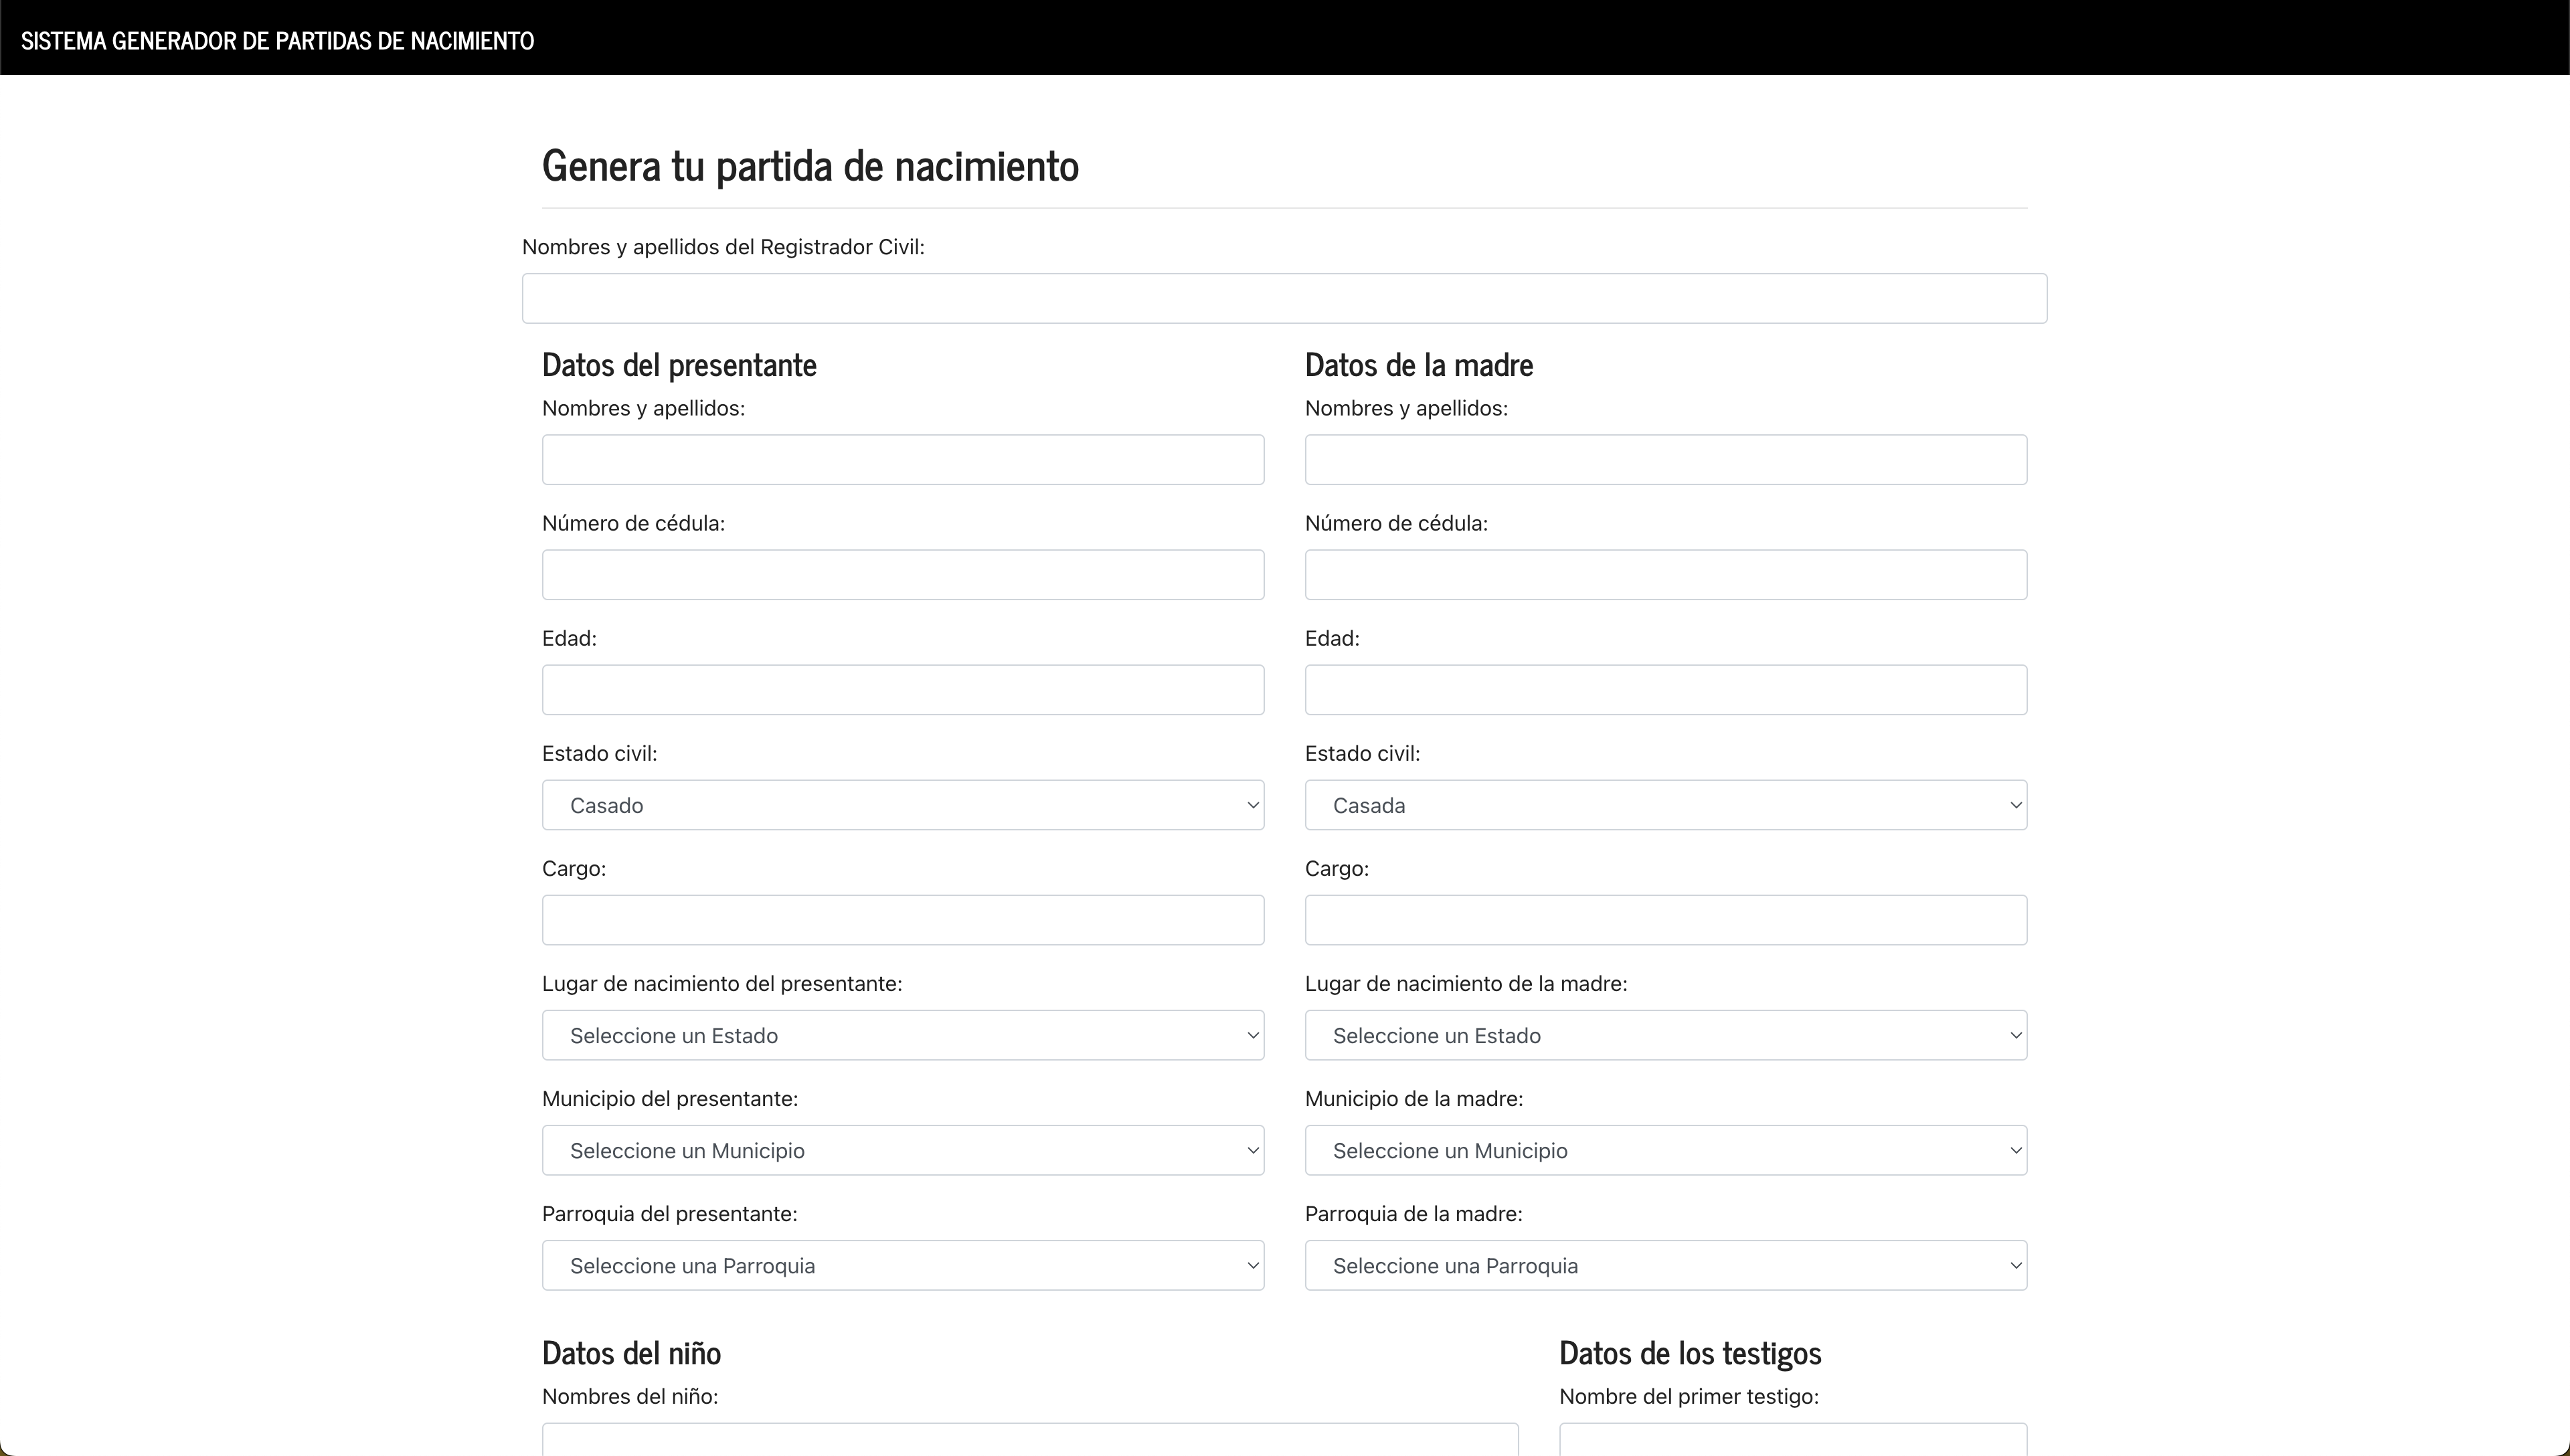 SISTEMA GENERADOR DE PARTIDAS DE NACIMIENTO
Genera tu partida de nacimiento
Nombres y apellidos del Registrador Civil:
Datos del presentante
Nombres y apellidos:
Número de cédula:
Edad:
Estado civil:
Casado
Cargo:
Lugar de nacimiento del presentante:
Seleccione un Estado
Municipio del presentante:
Seleccione un Municipio
Parroquia del presentante:
Seleccione una Parroquia
Datos de la madre
Nombres y apellidos:
Número de cédula:
Edad:
Estado civil:
Casada
Cargo:
Lugar de nacimiento de la madre:
Seleccione un Estado
Municipio de la madre:
Seleccione un Municipio
Parroquia de la madre:
Seleccione una Parroquia
Datos del niño
Nombres del niño:
Datos de los testigos
Nombre del primer testigo: